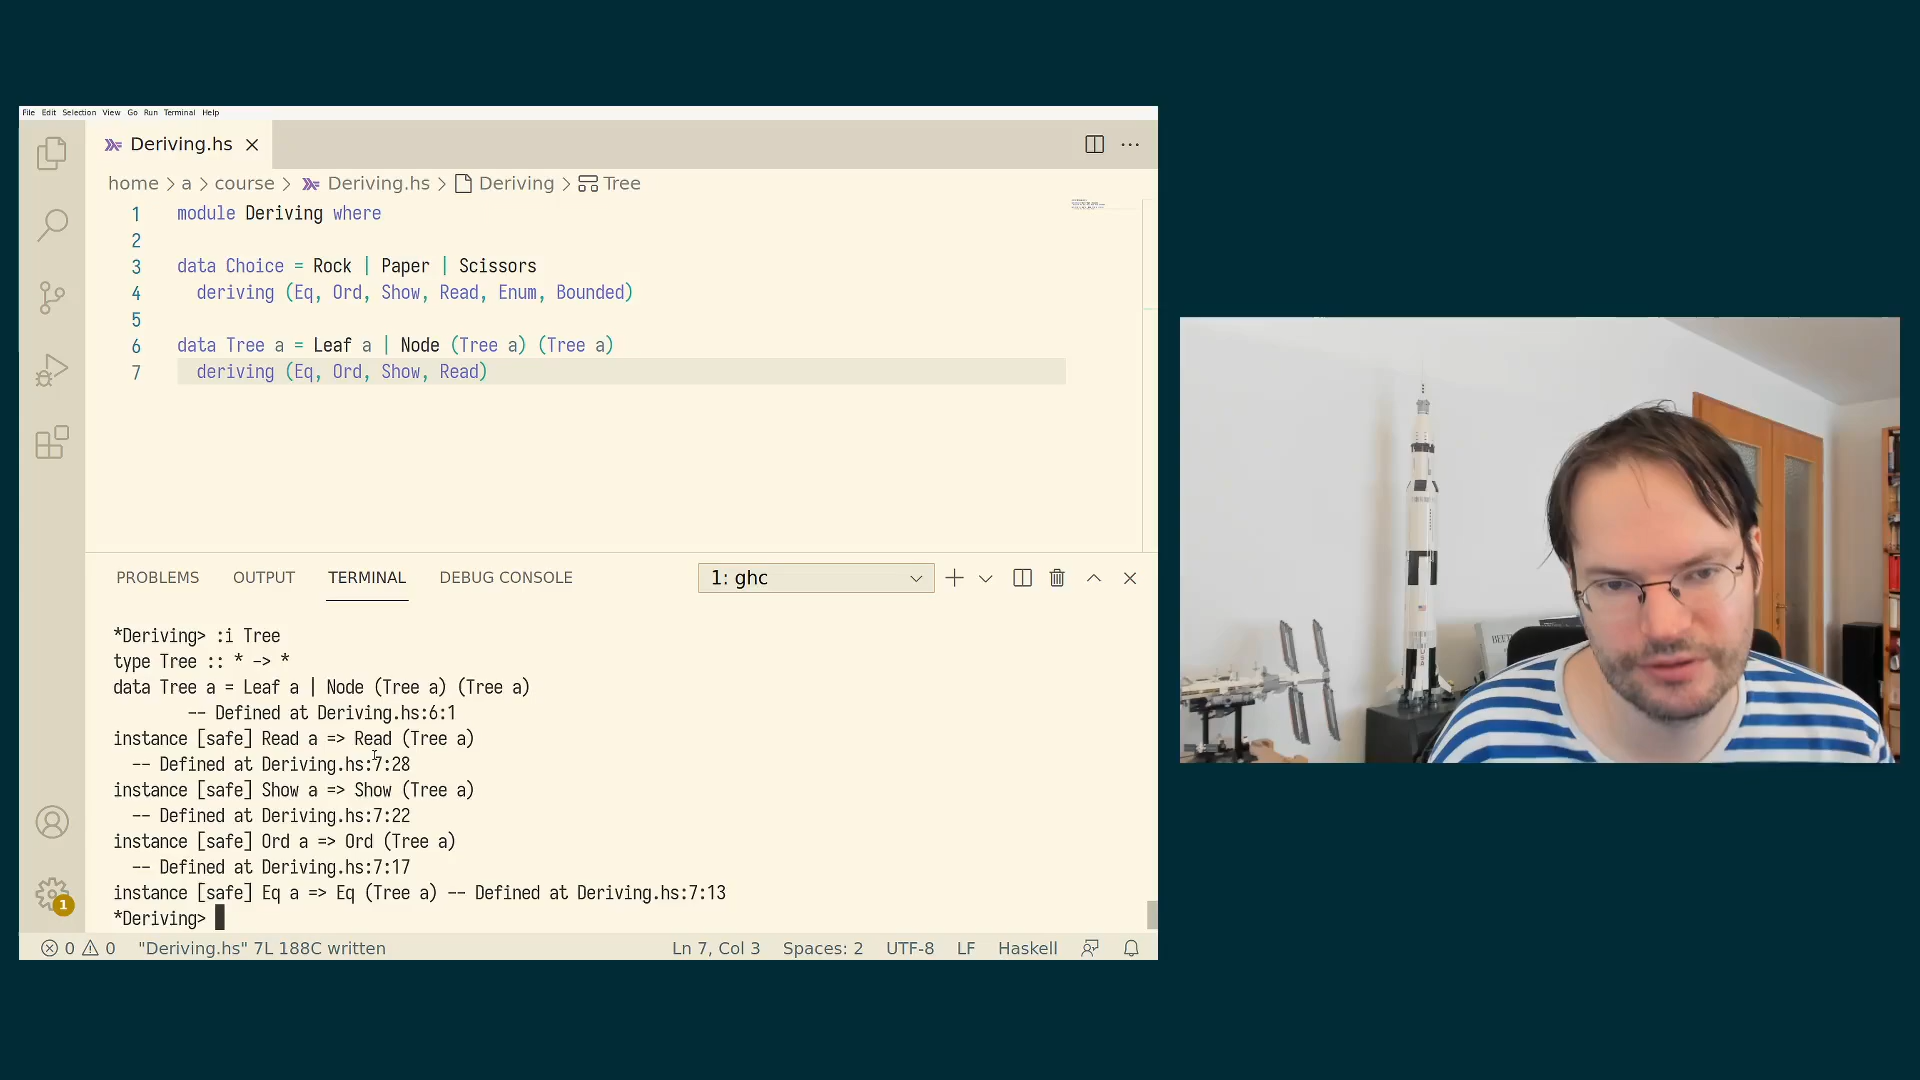 File Edit Selection View Go Run Terminal Help
Deriving.hs
home > a > course > Deriving.hs > Deriving > Tree
1 module Deriving where
2
3 data Choice = Rock | Paper | Scissors
4 deriving (Eq, Ord, Show, Read, Enum, Bounded)
5
6 data Tree a = Leaf a | Node (Tree a) (Tree a)
7 deriving (Eq, Ord, Show, Read)
PROBLEMS OUTPUT TERMINAL DEBUG CONSOLE 1: ghc
*Deriving> :i Tree
type Tree :: * -> *
data Tree a = Leaf a | Node (Tree a) (Tree a)
-- Defined at Deriving.hs:6:1
instance [safe] Read a => Read (Tree a)
-- Defined at Deriving.hs:7:28
instance [safe] Show a => Show (Tree a)
-- Defined at Deriving.hs:7:22
instance [safe] Ord a => Ord (Tree a)
-- Defined at Deriving.hs:7:17
instance [safe] Eq a => Eq (Tree a) -- Defined at Deriving.hs:7:13
*Deriving>
1
0 0 "Deriving.hs" 7L 188C written Ln 7, Col 3 Spaces: 2 UTF-8 LF Haskell